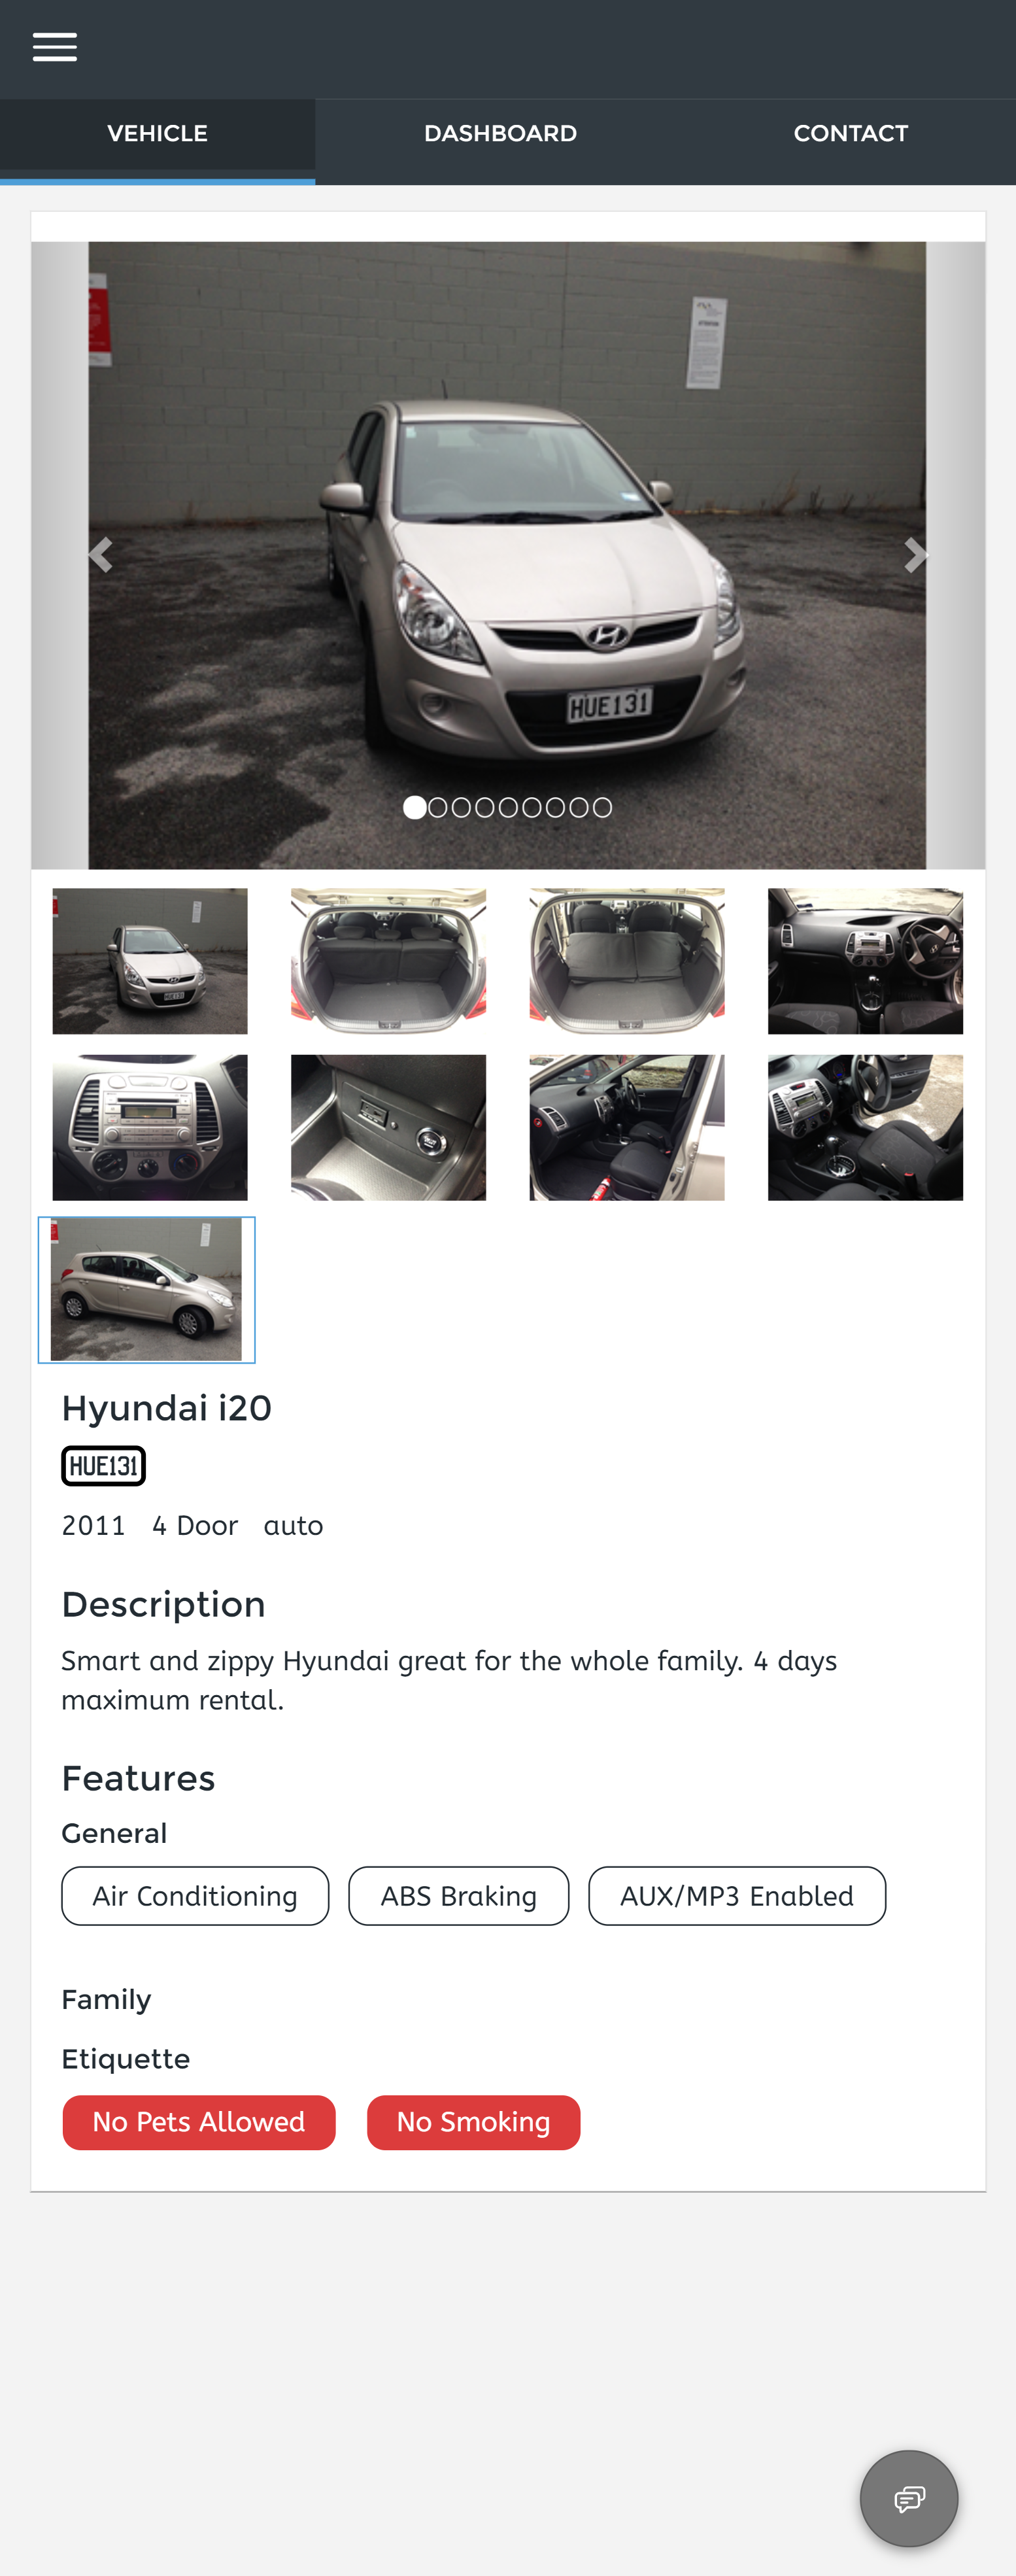 VEHICLE
DASHBOARD
CONTACT
HUE131
HUE131
Hyundai i20
HUE131
2011 4 Door auto
Description
Smart and zippy Hyundai great for the whole family. 4 days
maximum rental.
Features
General
Air Conditioning
ABS Braking
AUX/MP3 Enabled
Family
Etiquette
No Pets Allowed
No Smoking